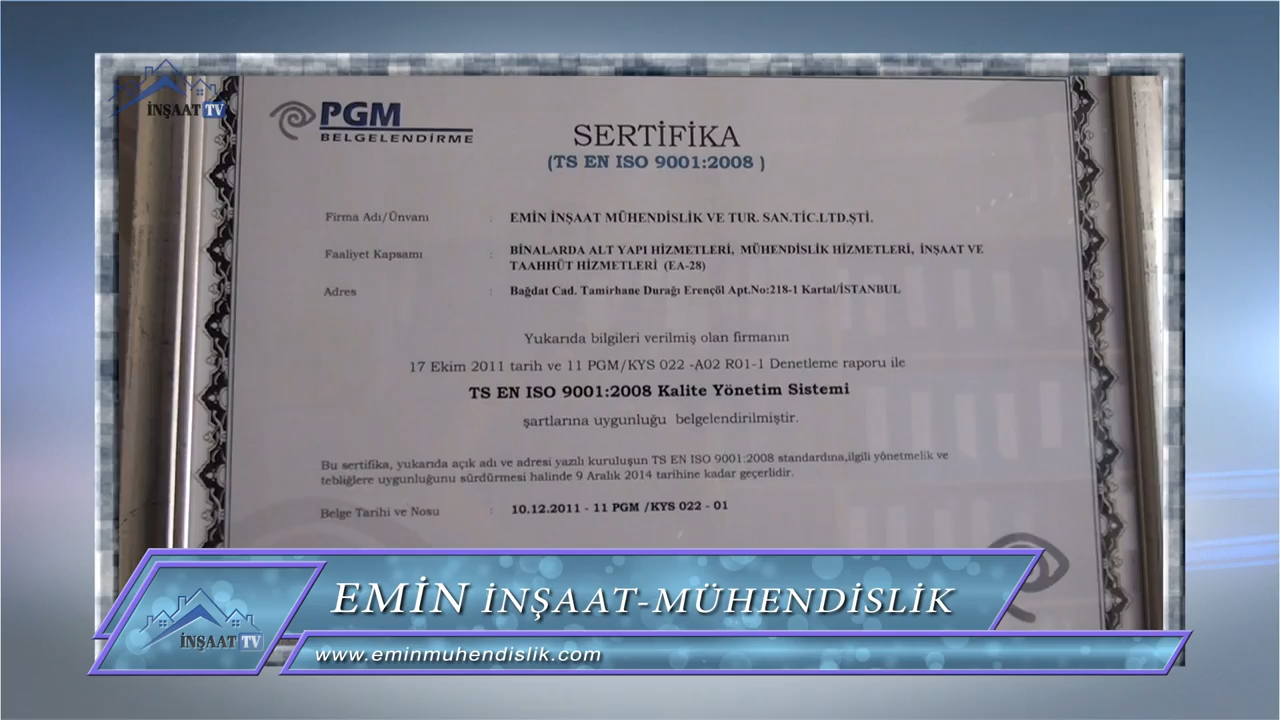 İNŞAAT TV
PGM
BELGELENDİRME
SERTİFİKA
(TS EN ISO 9001:2008 )
Firma Adı/Ünvanı : EMİN İNŞAAT MÜHENDİSLİK VE TUR. SAN.TİC.LTD.ŞTİ.
Faaliyet Kapsamı : BİNALARDA ALT YAPI HİZMETLERİ, MÜHENDİSLİK HİZMETLERİ, İNŞAAT VE
TAAHHÜT HİZMETLERİ (EA-28)
Adres : Bağdat Cad. Tamirhane Durağı Erençöl Apt.No:218-1 Kartal/İSTANBUL
Yukarıda bilgileri verilmiş olan firmanın
17 Ekim 2011 tarih ve 11 PGM/KYS 022 -A02 R01-1 Denetleme raporu ile
TS EN ISO 9001:2008 Kalite Yönetim Sistemi
şartlarına uygunluğu belgelendirilmiştir.
Bu sertifika, yukarıda açık adı ve adresi yazılı kuruluşun TS EN ISO 9001:2008 standardına,ilgili yönetmelik ve
tebliğlere uygunluğunu sürdürmesi halinde 9 Aralık 2014 tarihine kadar geçerlidir.
Belge Tarihi ve Nosu : 10.12.2011 - 11 PGM /KYS 022 - 01
EMİN İNŞAAT-MÜHENDİSLİK
İNŞAAT TV
www.eminmuhendislik.com